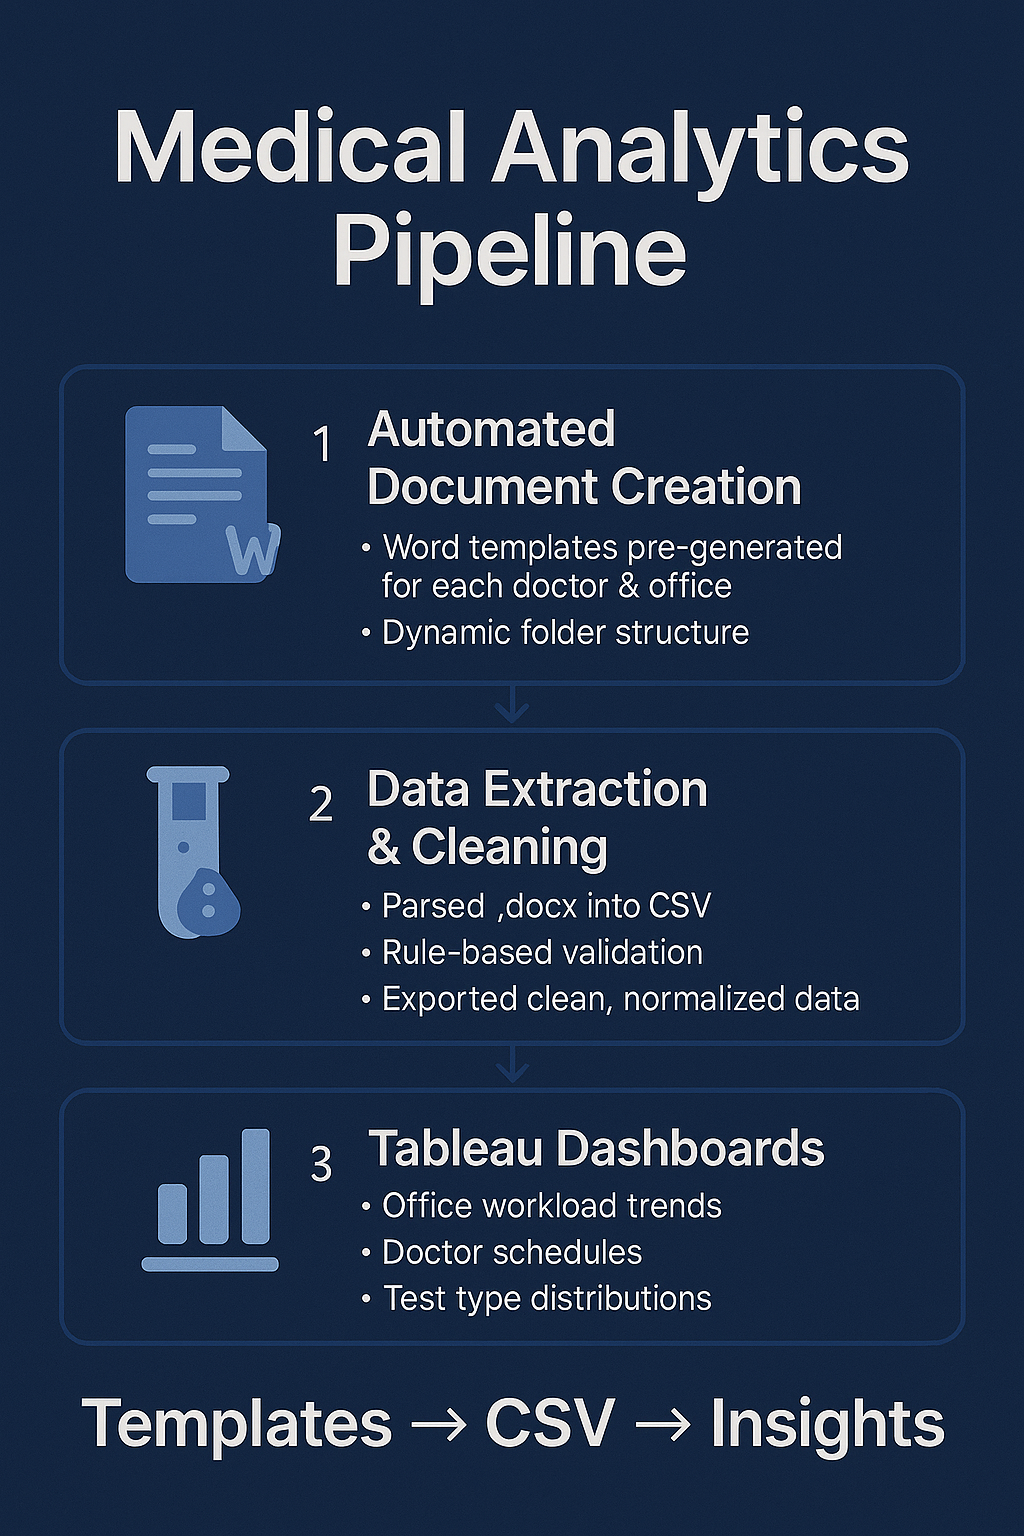 Medical Analytics
Pipeline
W
1 Automated
Document Creation
• Word templates pre-generated
for each doctor & office
• Dynamic folder structure
2 Data Extraction
& Cleaning
• Parsed ,docx into CSV
• Rule-based validation
• Exported clean, normalized data
3 Tableau Dashboards
• Office workload trends
• Doctor schedules
• Test type distributions
Templates → CSV → Insights